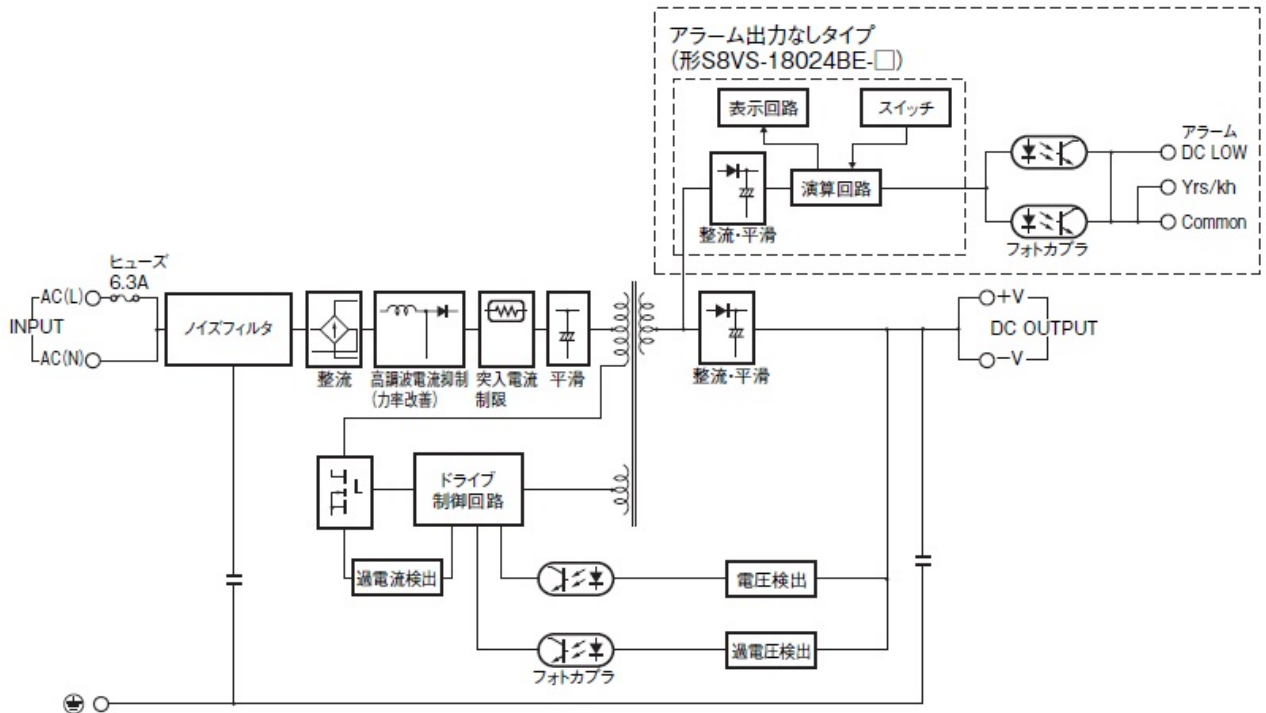 アラーム出力なしタイプ
(形S8VS-18024BE-□)
表示回路
スイッチ
アラーム
DC LOW
演算回路
Yrs/kh
整流・平滑
Common
フォトカプラ
ヒューズ
6.3A
AC(L)
INPUT
AC(N)
ノイズフィルタ
整流
高調波電流抑制
(力率改善)
突入電流
制限
平滑
整流・平滑
+V
DC OUTPUT
−V
ドライブ
制御回路
過電流検出
電圧検出
過電圧検出
フォトカプラ